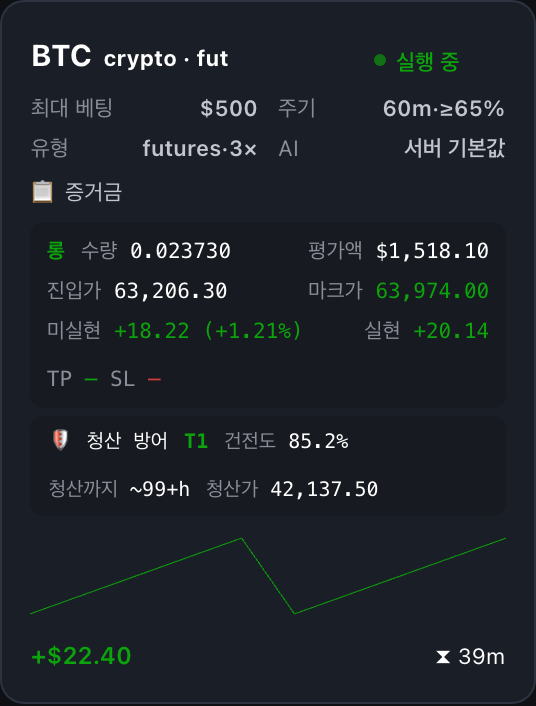 BTC crypto · fut ● 실행 중
최대 베팅 $500 주기 60m·≥65%
유형 futures·3× AI 서버 기본값
📋 증거금
롱 수량 0.023730 평가액 $1,518.10
진입가 63,206.30 마크가 63,974.00
미실현 +18.22 (+1.21%) 실현 +20.14
TP — SL —
🛡 청산 방어 T1 건전도 85.2%
청산까지 ~99+h 청산가 42,137.50
+$22.40 ⧗ 39m